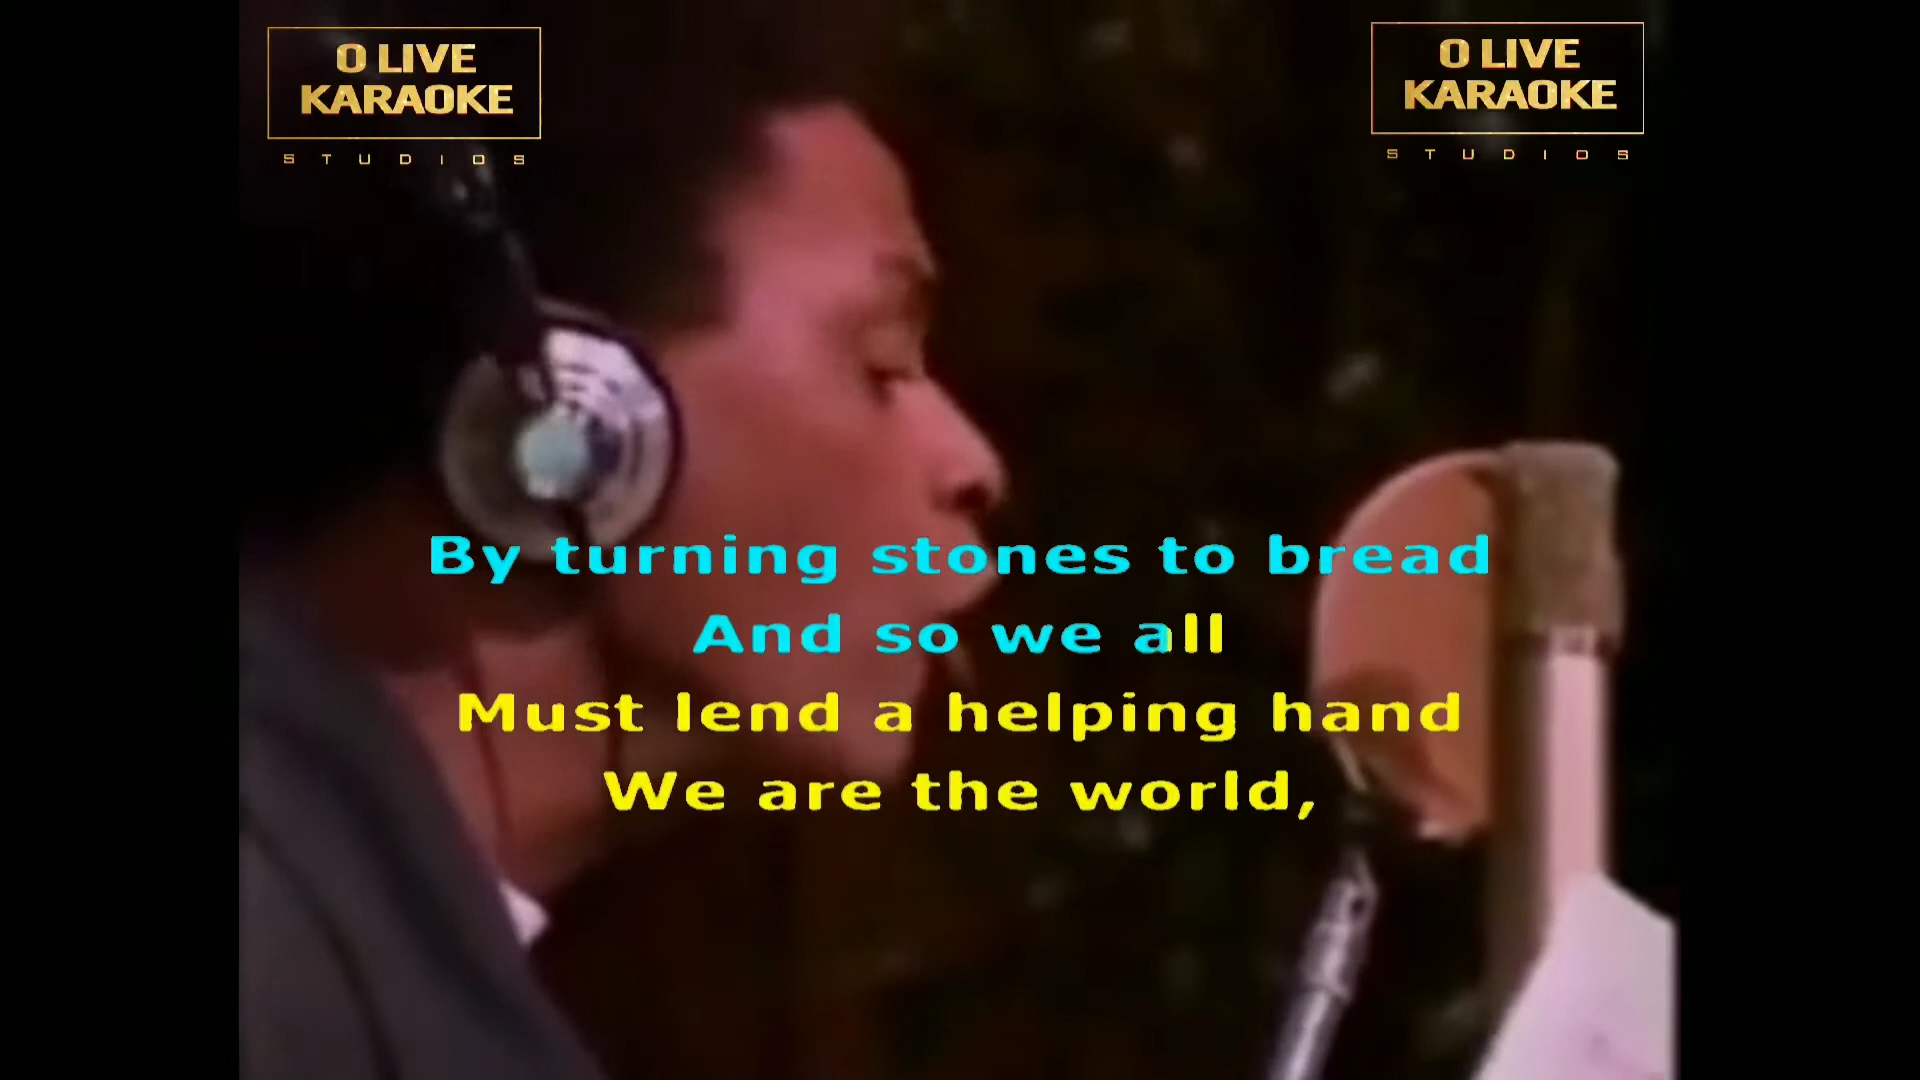 O LIVE
KARAOKE
STUDIOS
O LIVE
KARAOKE
STUDIOS
By turning stones to bread
And so we all
Must lend a helping hand
We are the world,